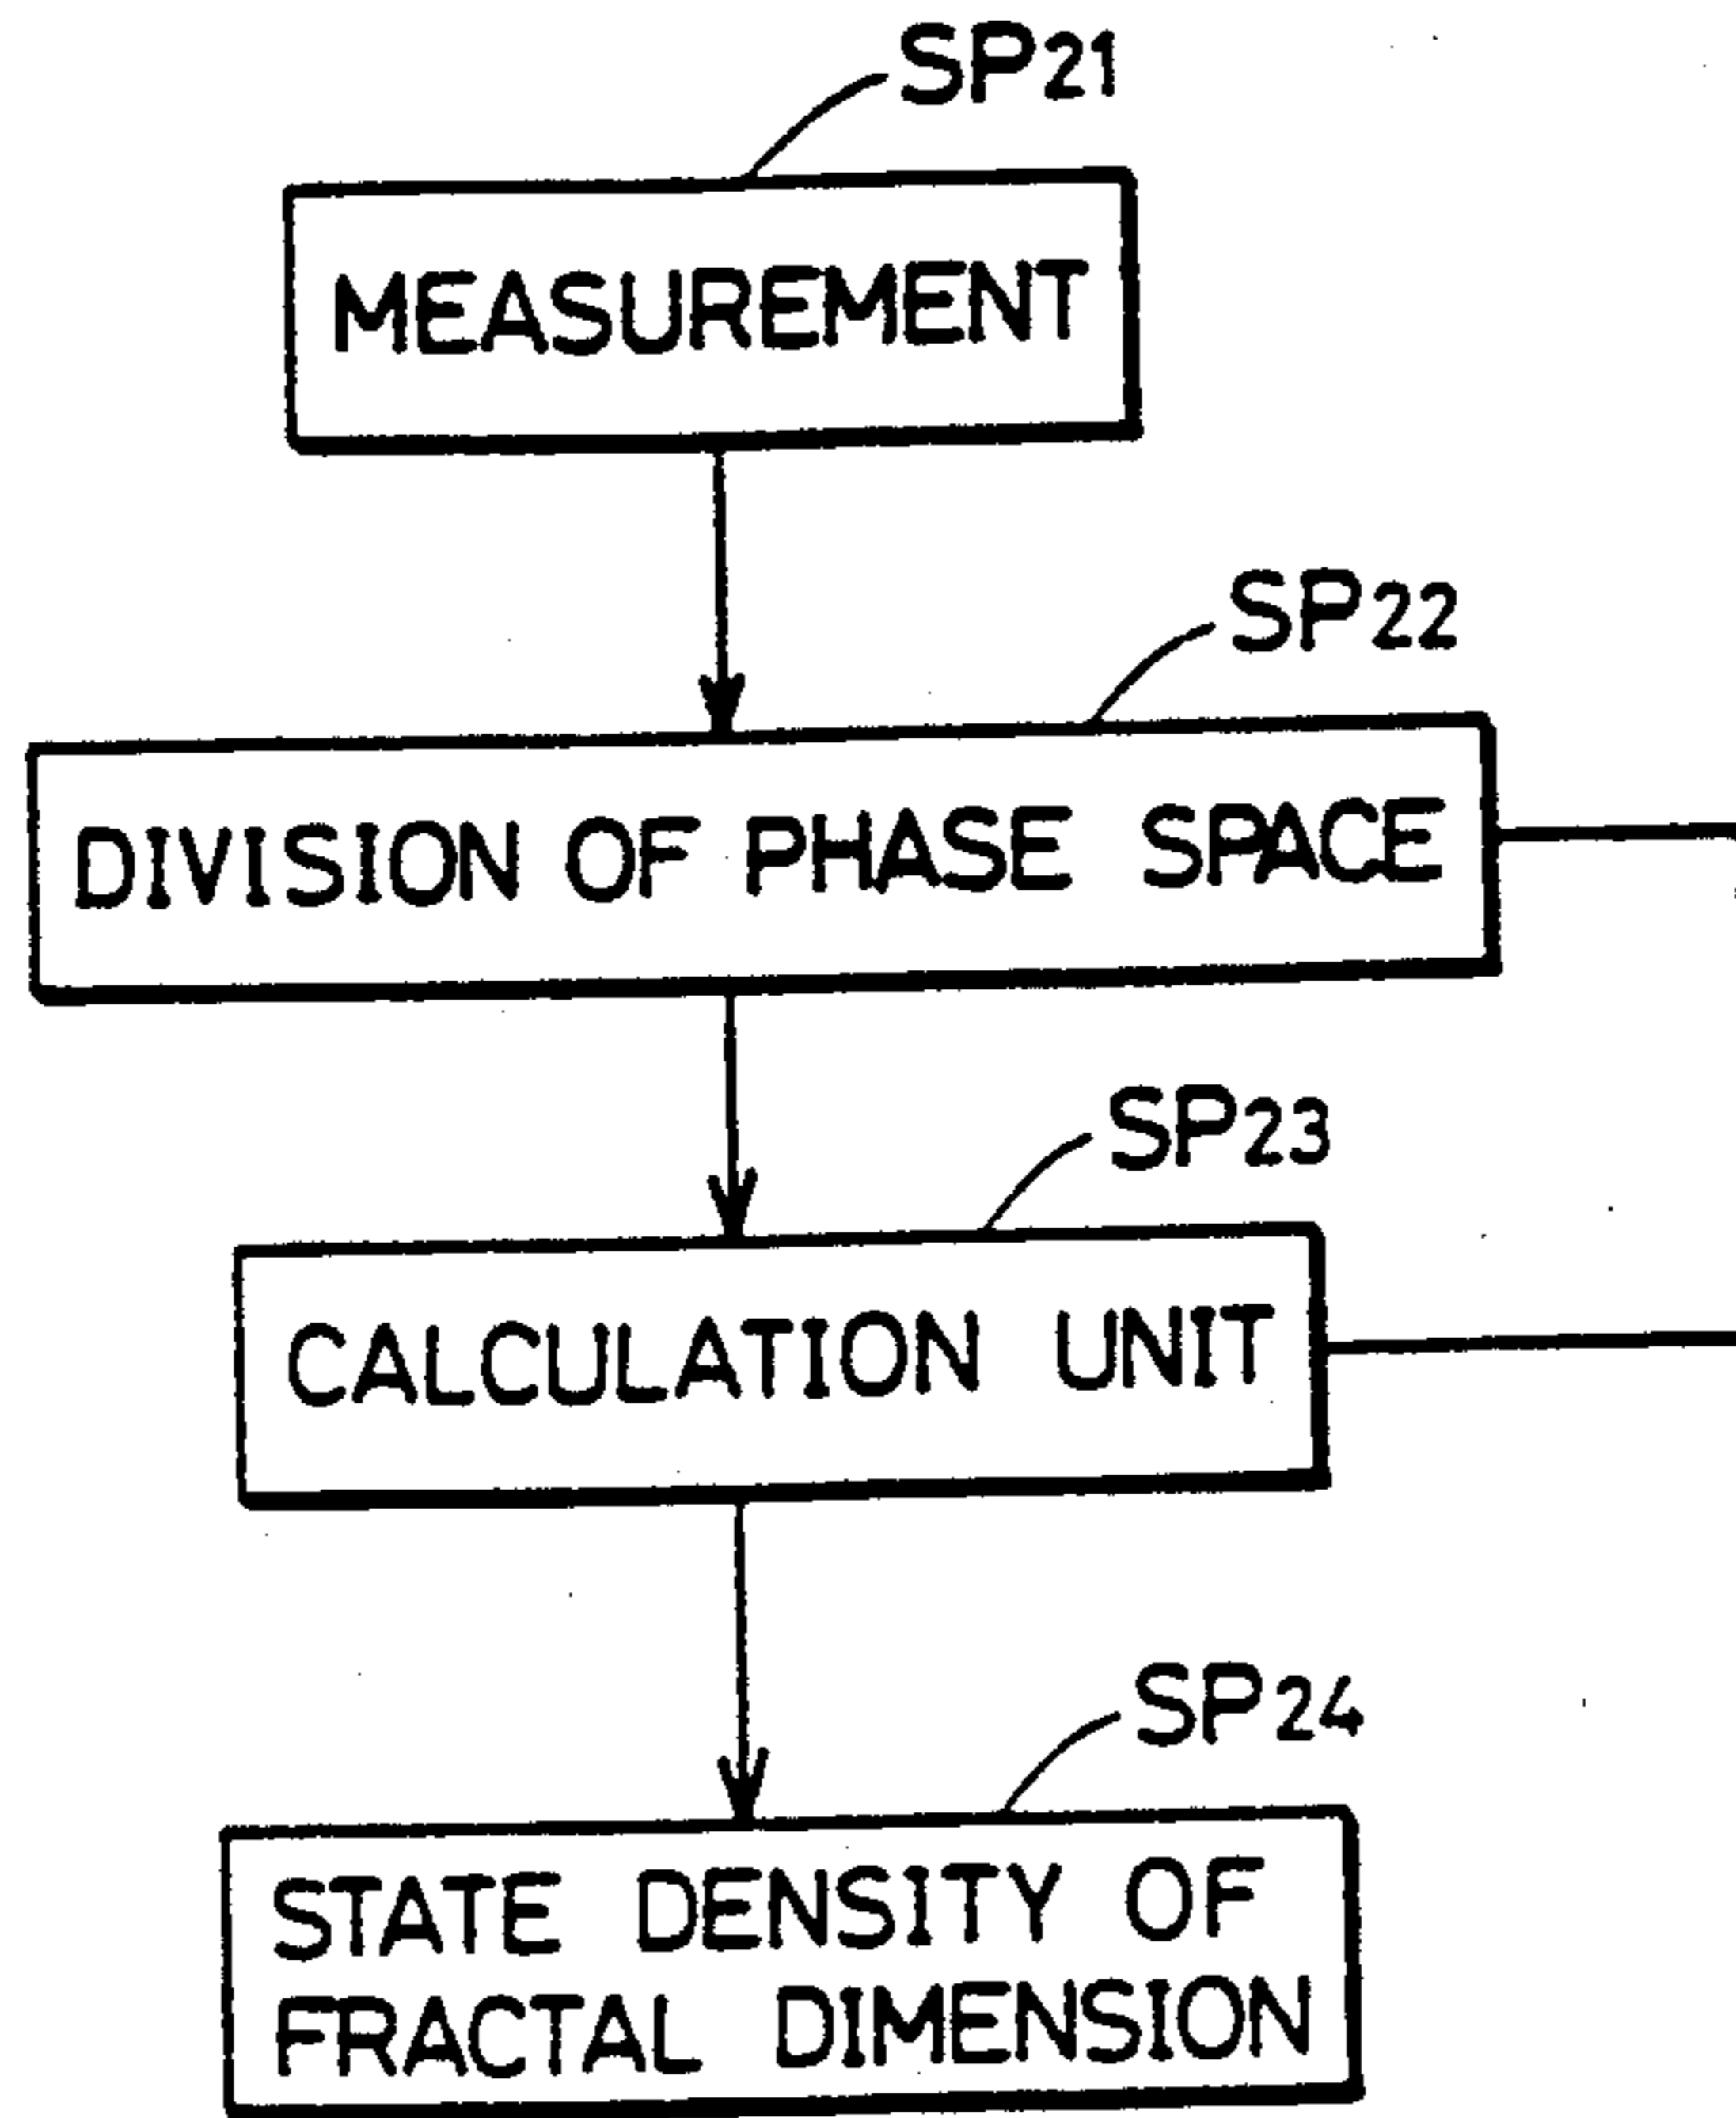 SP21
MEASUREMENT
SP22
DIVISION OF PHASE SPACE
SP23
CALCULATION UNIT
SP24
STATE DENSITY OF
FRACTAL DIMENSION